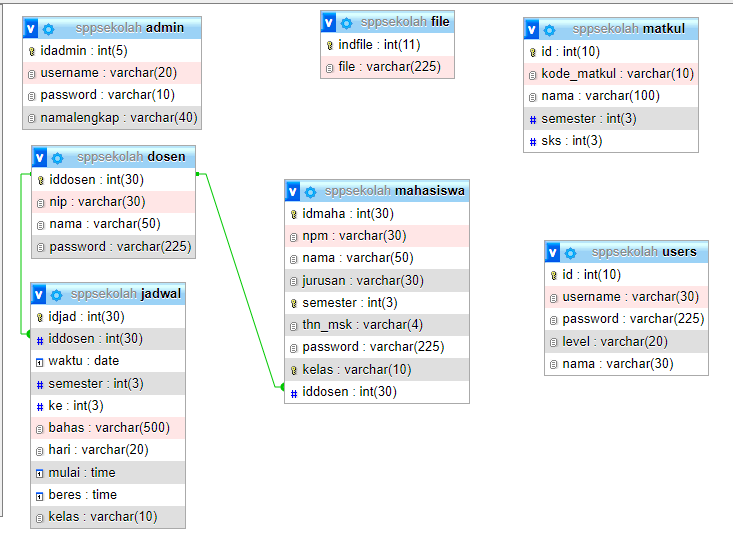 v sppsekolah admin
idadmin : int(5)
username : varchar(20)
password : varchar(10)
namalengkap : varchar(40)
v sppsekolah file
indfile : int(11)
file : varchar(225)
v sppsekolah matkul
id : int(10)
kode_matkul : varchar(10)
nama : varchar(100)
# semester : int(3)
# sks : int(3)
v sppsekolah dosen
iddosen : int(30)
nip : varchar(30)
nama : varchar(50)
password : varchar(225)
v sppsekolah mahasiswa
idmaha : int(30)
npm : varchar(30)
nama : varchar(50)
jurusan : varchar(30)
semester : int(3)
thn_msk : varchar(4)
password : varchar(225)
kelas : varchar(10)
# iddosen : int(30)
v sppsekolah users
id : int(10)
username : varchar(30)
password : varchar(225)
level : varchar(20)
nama : varchar(30)
v sppsekolah jadwal
idjad : int(30)
# iddosen : int(30)
waktu : date
# semester : int(3)
# ke : int(3)
bahas : varchar(500)
hari : varchar(20)
mulai : time
beres : time
kelas : varchar(10)